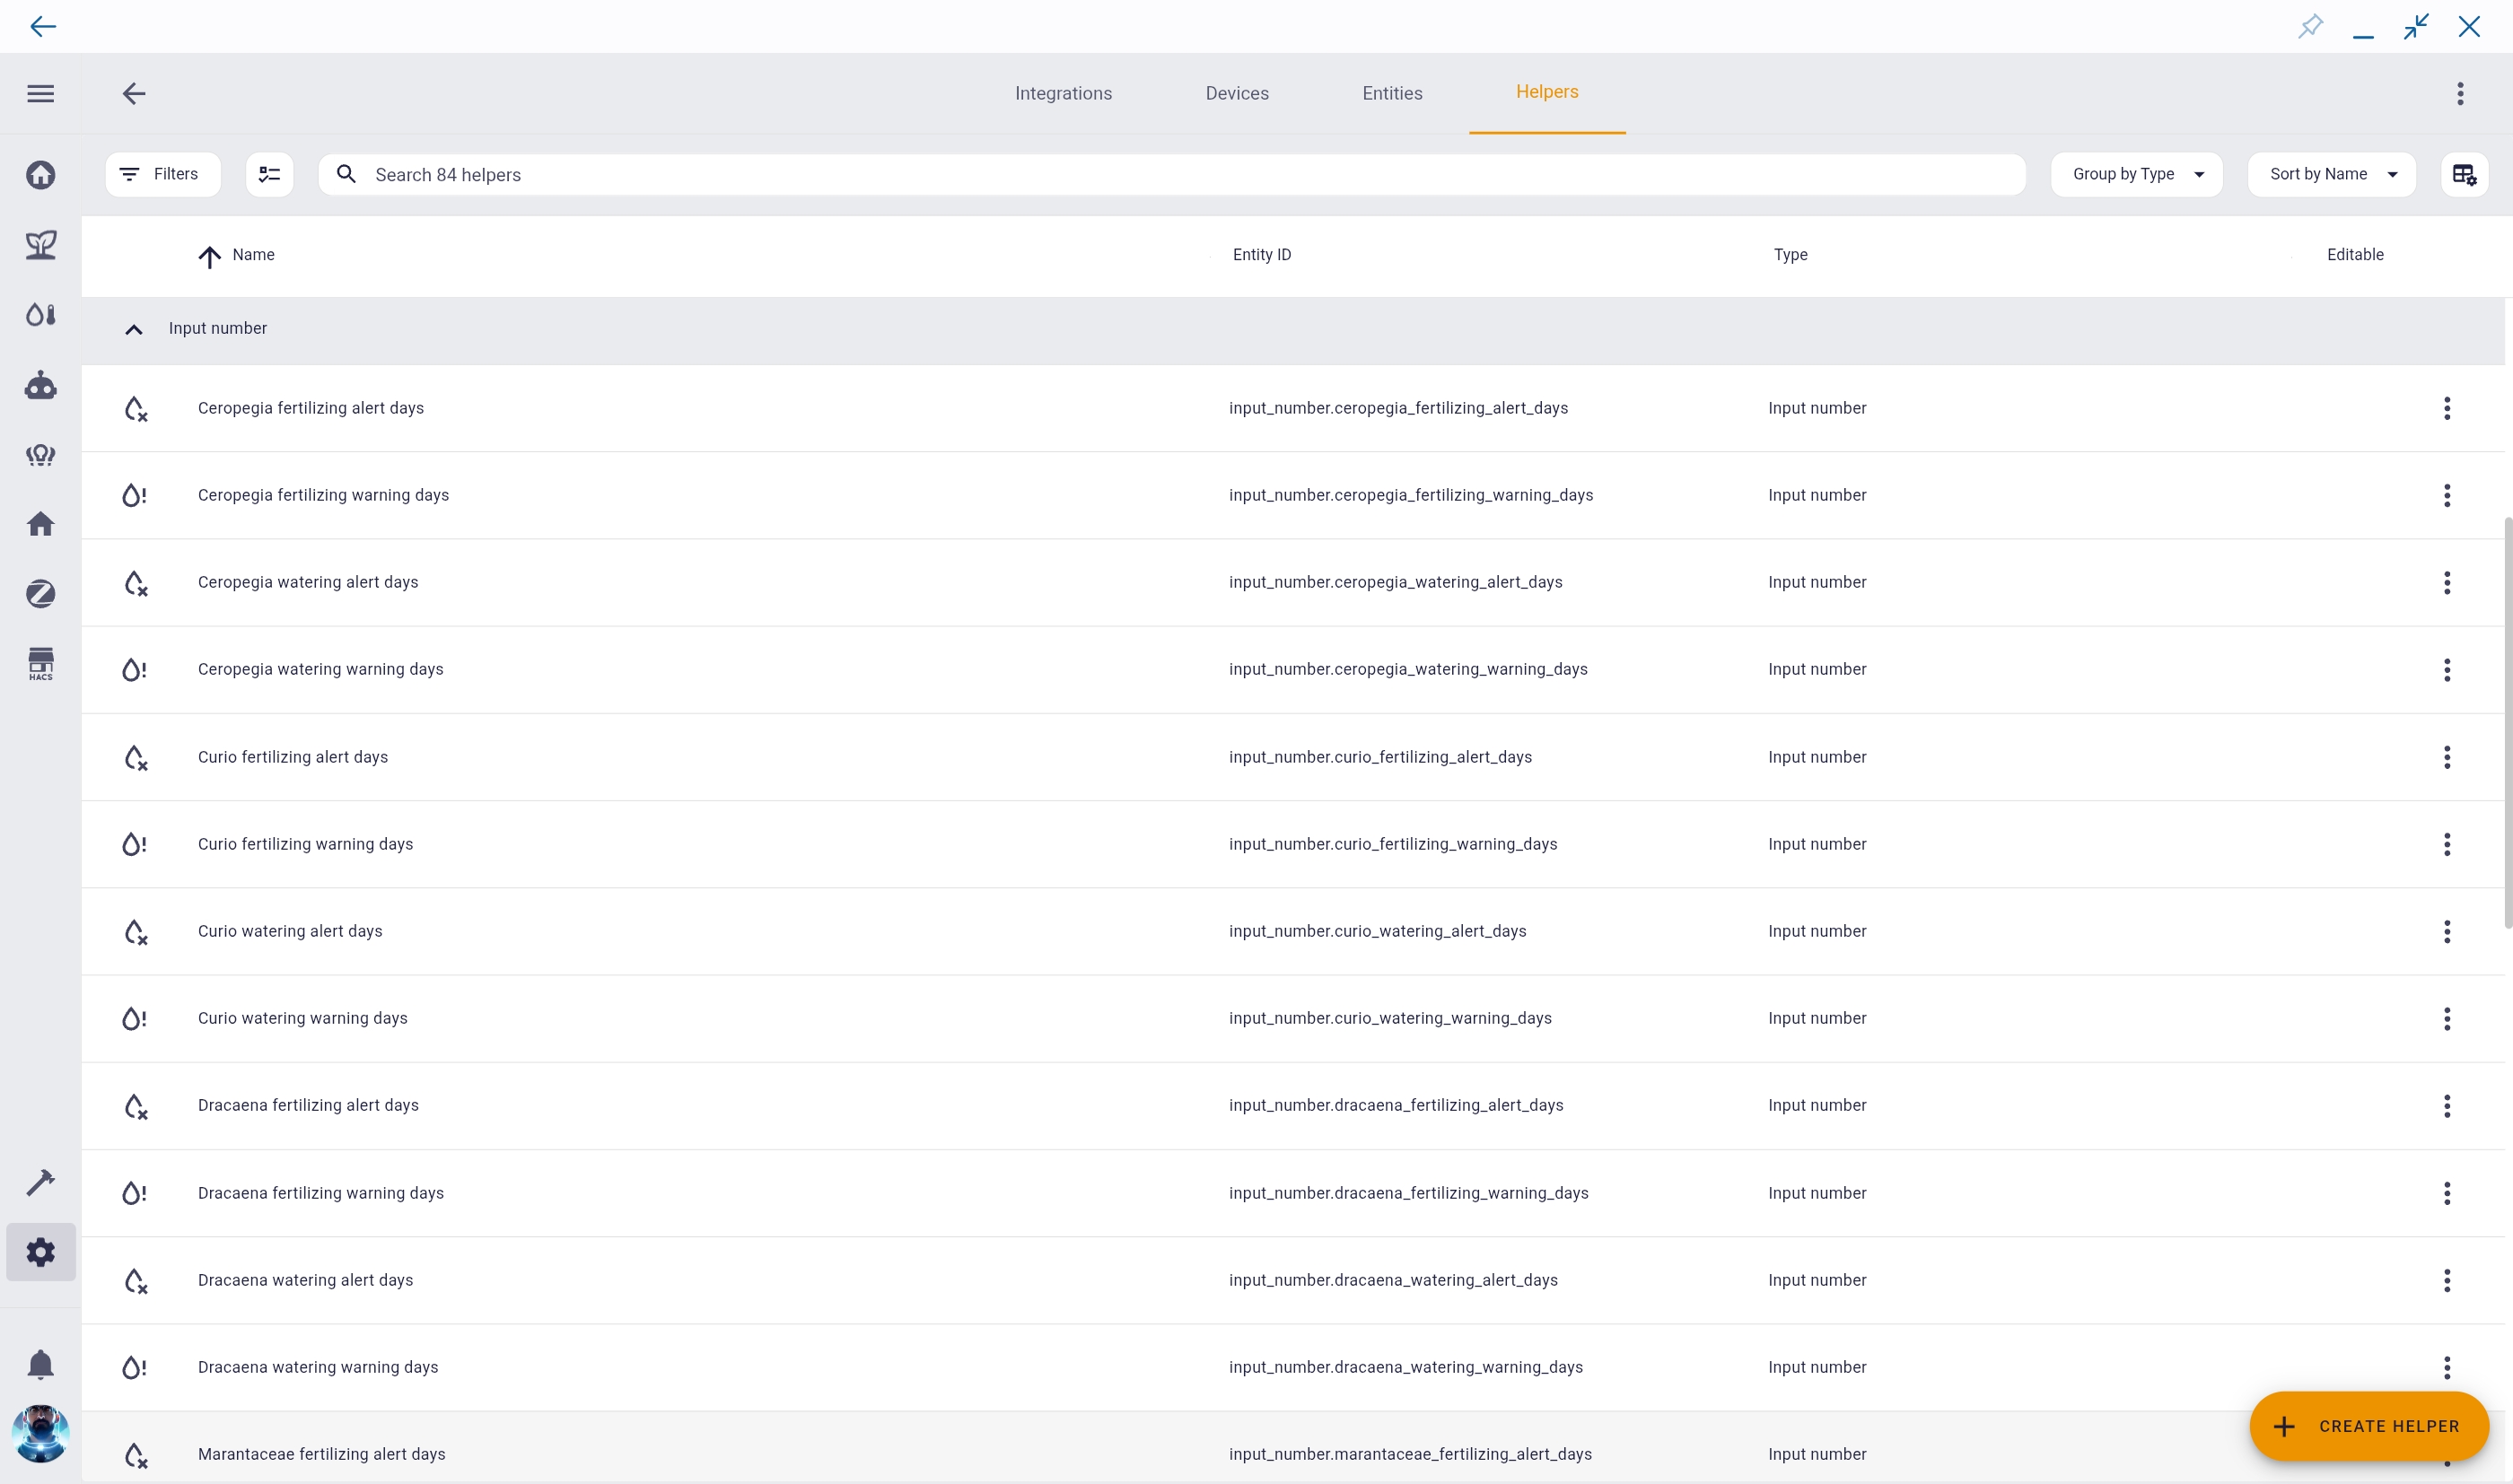 Integrations Devices Entities Helpers
Filters Search 84 helpers Group by Type Sort by Name
Name Entity ID Type Editable
Input number
Ceropegia fertilizing alert days input_number.ceropegia_fertilizing_alert_days Input number
Ceropegia fertilizing warning days input_number.ceropegia_fertilizing_warning_days Input number
Ceropegia watering alert days input_number.ceropegia_watering_alert_days Input number
Ceropegia watering warning days input_number.ceropegia_watering_warning_days Input number
HACS
Curio fertilizing alert days input_number.curio_fertilizing_alert_days Input number
Curio fertilizing warning days input_number.curio_fertilizing_warning_days Input number
Curio watering alert days input_number.curio_watering_alert_days Input number
Curio watering warning days input_number.curio_watering_warning_days Input number
Dracaena fertilizing alert days input_number.dracaena_fertilizing_alert_days Input number
Dracaena fertilizing warning days input_number.dracaena_fertilizing_warning_days Input number
Dracaena watering alert days input_number.dracaena_watering_alert_days Input number
Dracaena watering warning days input_number.dracaena_watering_warning_days Input number
CREATE HELPER
Marantaceae fertilizing alert days input_number.marantaceae_fertilizing_alert_days Input number